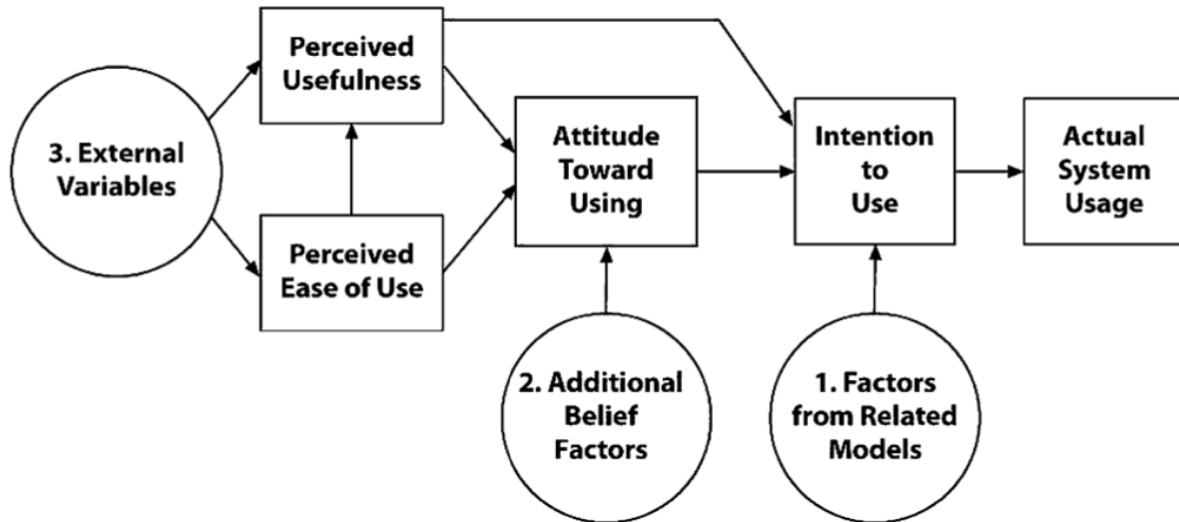 Perceived
Usefulness
3. External
Variables
Perceived
Ease of Use
Attitude
Toward
Using
Intention
to
Use
Actual
System
Usage
2. Additional
Belief
Factors
1. Factors
from Related
Models